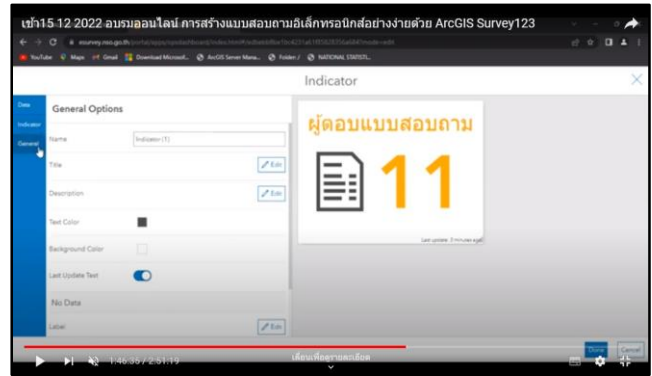 เช้า15 12 2022 อบรมออนไลน์ การสร้างแบบสอบถามอิเล็กทรอนิกส์อย่างง่ายด้วย ArcGIS Survey123
YouTube Maps Gmail Download Microsoft... ArcGIS Server Mana... Folder / NATIONAL STATISTI...
Indicator
Data
Indicator
General
General Options
Name Indicator (1)
Title Edit
Description Edit
Text Color
Background Color
Last Update Text
No Data
Label Edit
ผู้ตอบแบบสอบถาม
11
Last update: 3 minutes ago
Done Cancel
1:46:35 / 2:51:19
เลื่อนเพื่อดูรายละเอียด